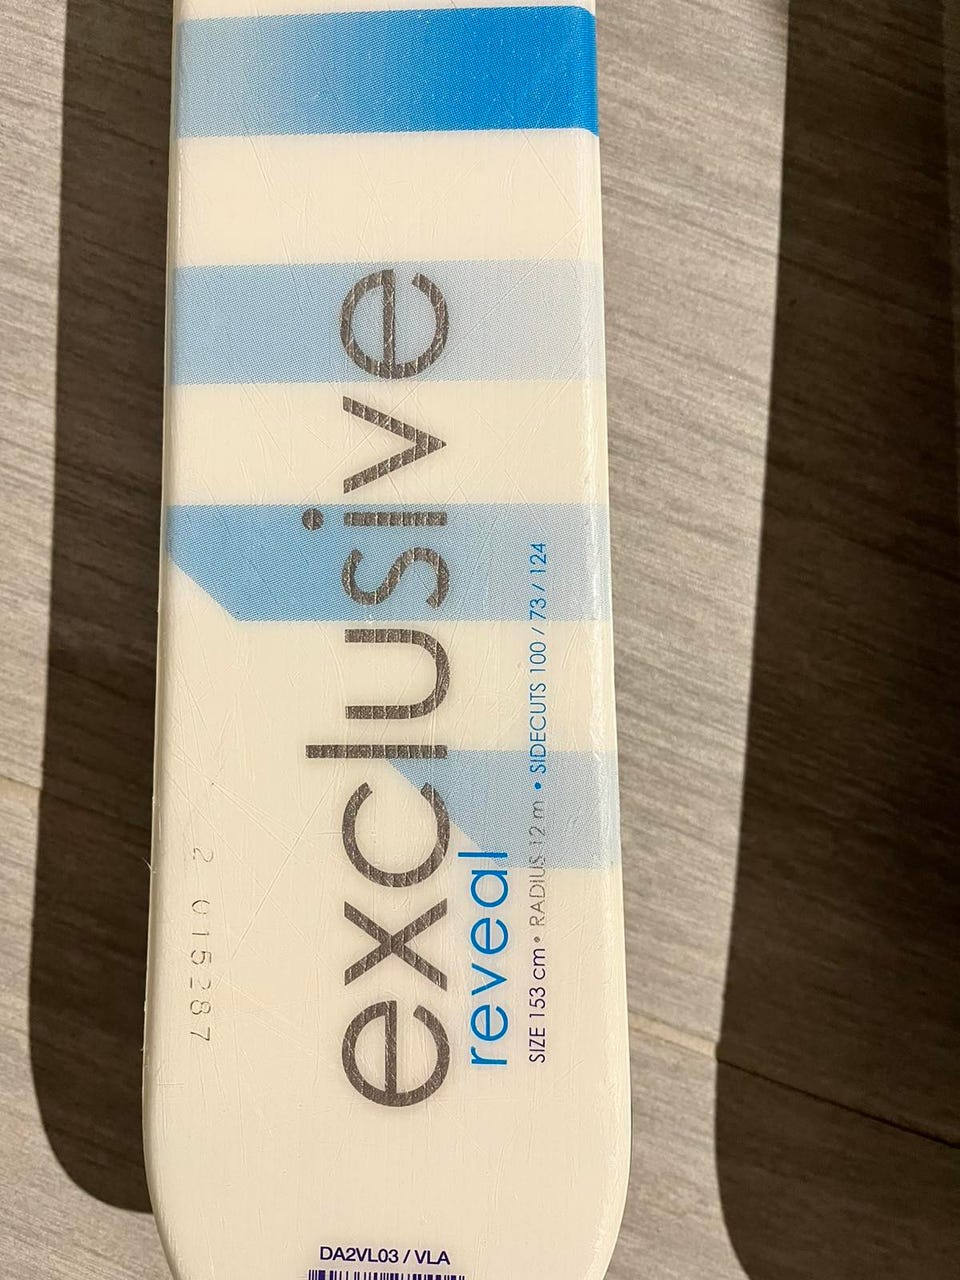 exclusive
reveal
SIZE 153 cm • RADIUS 12 m • SIDECUTS 100 / 73 / 124
2 015287
DA2VL03 / VLA